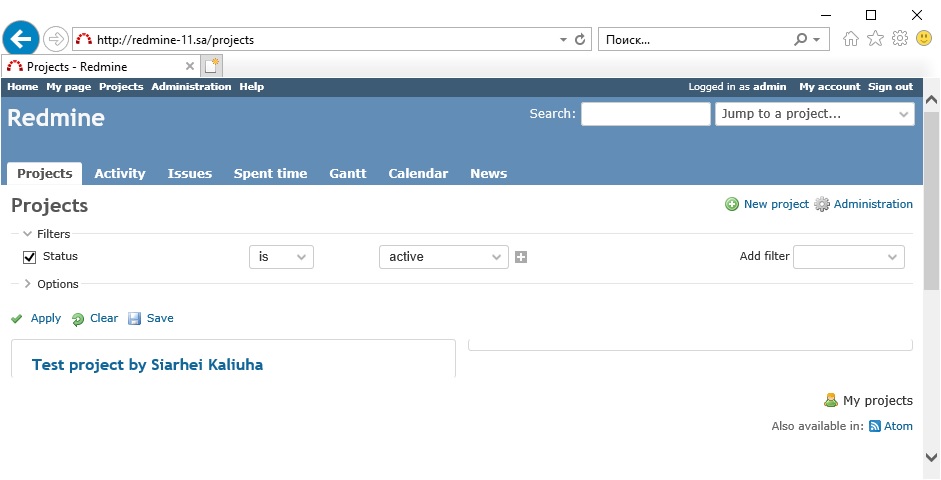 http://redmine-11.sa/projects
Поиск...
Projects - Redmine
Home My page Projects Administration Help Logged in as admin My account Sign out
Redmine Search: Jump to a project...
Projects Activity Issues Spent time Gantt Calendar News
Projects New project Administration
Filters
Status is active Add filter
Options
Apply Clear Save
Test project by Siarhei Kaliuha
My projects
Also available in: Atom